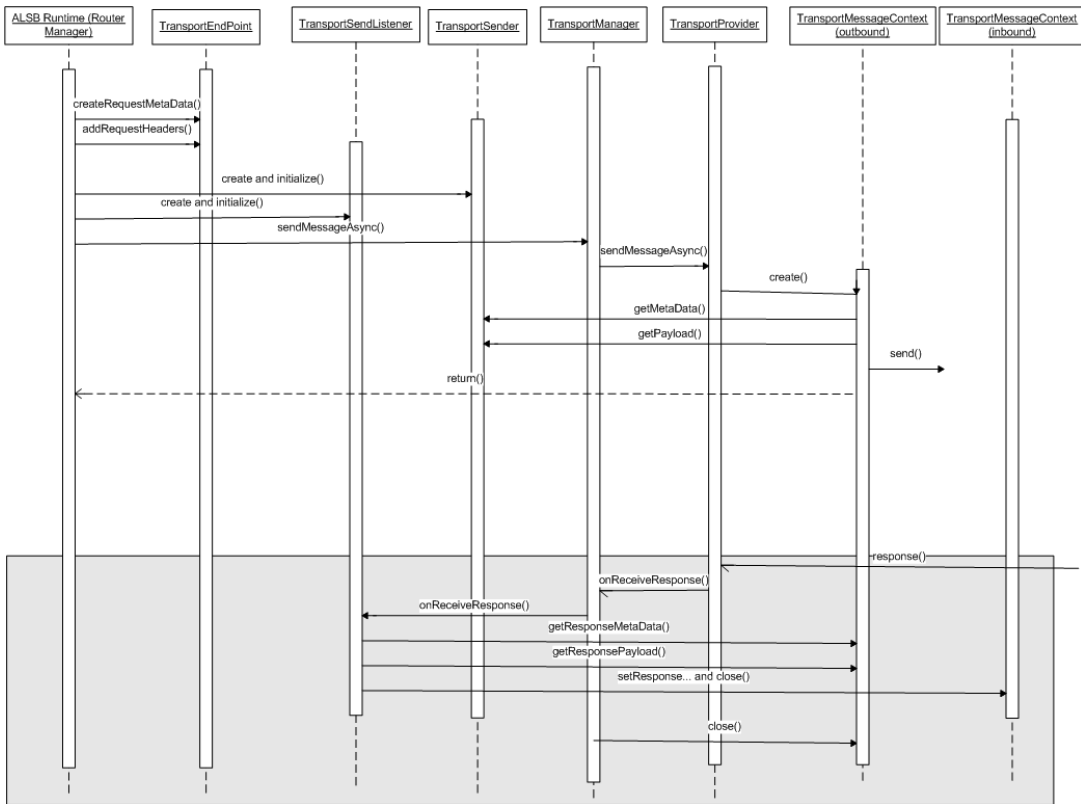 ALSB Runtime (Router
Manager)
TransportEndPoint
TransportSendListener
TransportSender
TransportManager
TransportProvider
TransportMessageContext
(outbound)
TransportMessageContext
(inbound)
createRequestMetaData()
addRequestHeaders()
create and initialize()
create and initialize()
sendMessageAsync()
sendMessageAsync()
create()
getMetaData()
getPayload()
send()
return()
response()
onReceiveResponse()
onReceiveResponse()
getResponseMetaData()
getResponsePayload()
setResponse... and close()
close()